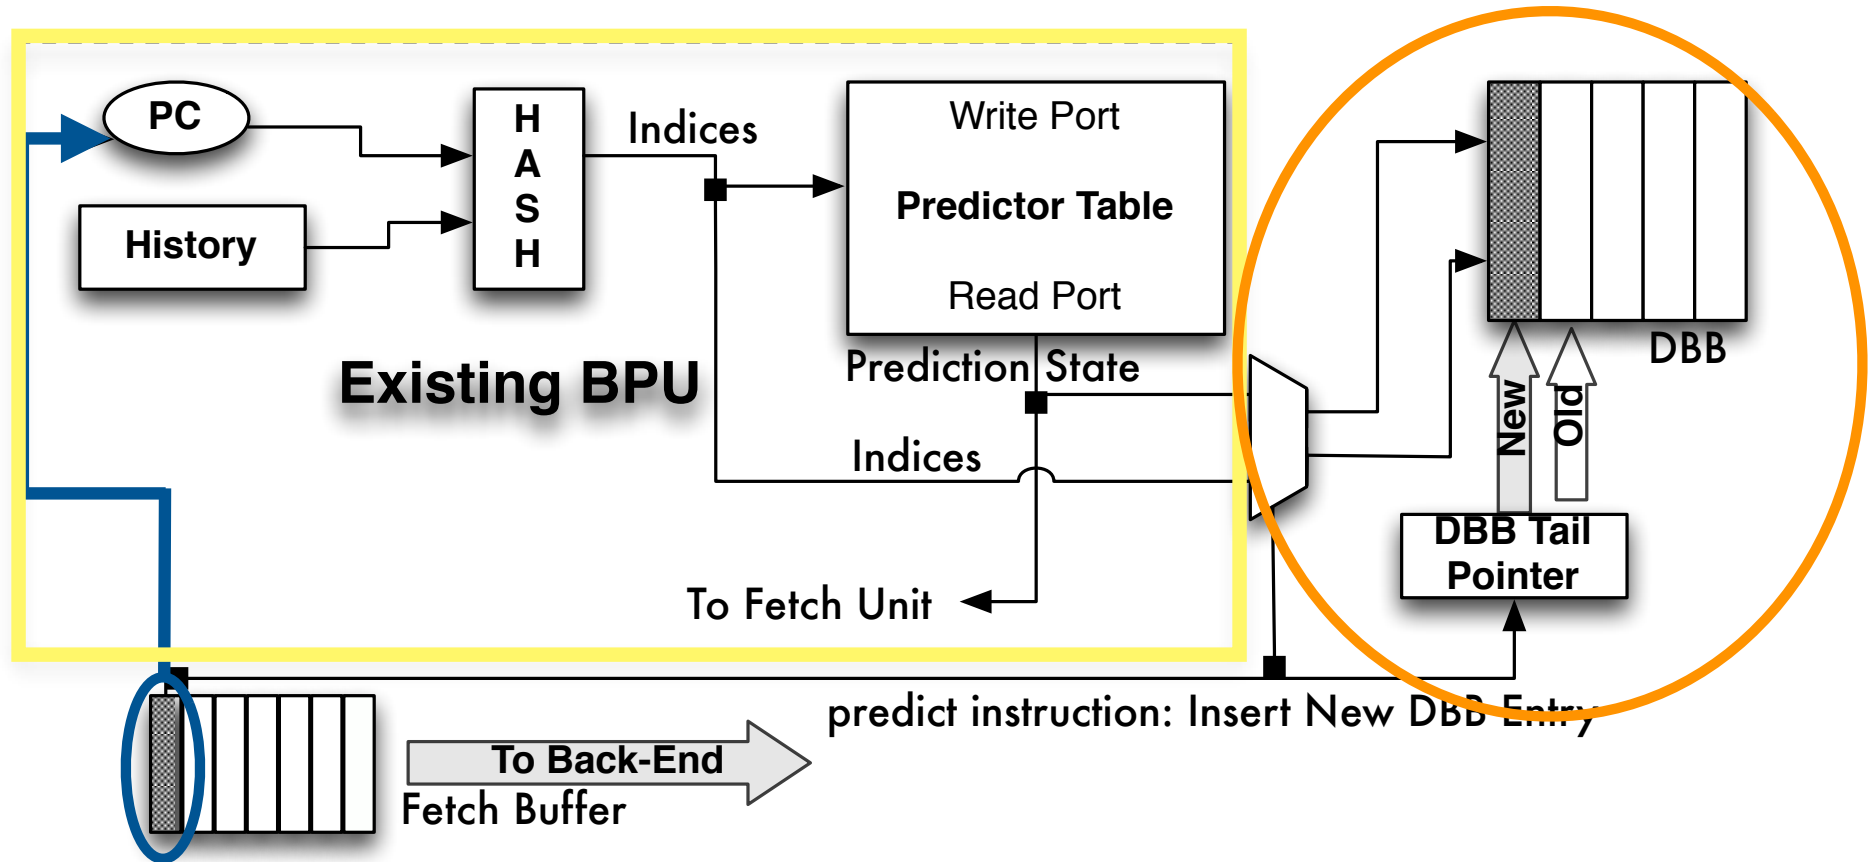 PC
H
A
S
H
Indices
Write Port
Predictor Table
Read Port
History
DBB
Prediction State
Existing BPU
New
Old
Indices
DBB Tail
Pointer
To Fetch Unit
predict instruction: Insert New DBB Entry
To Back-End
Fetch Buffer